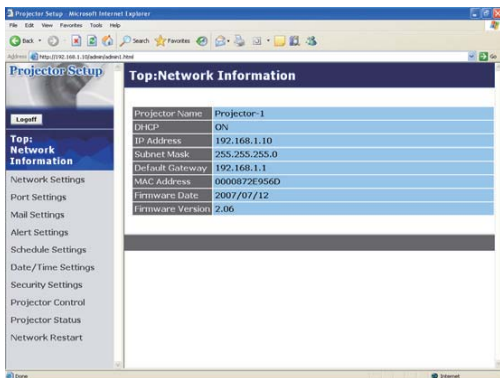 Projector Setup - Microsoft Internet Explorer
File Edit View Favorites Tools Help
Back Search Favorites
Address http://192.168.1.10/admin/admin1.html Go
Projector Setup
Logoff
Top:
Network
Information
Network Settings
Port Settings
Mail Settings
Alert Settings
Schedule Settings
Date/Time Settings
Security Settings
Projector Control
Projector Status
Network Restart
Top:Network Information
Projector Name Projector-1
DHCP ON
IP Address 192.168.1.10
Subnet Mask 255.255.255.0
Default Gateway 192.168.1.1
MAC Address 0000872E956D
Firmware Date 2007/07/12
Firmware Version 2.06
Done Internet